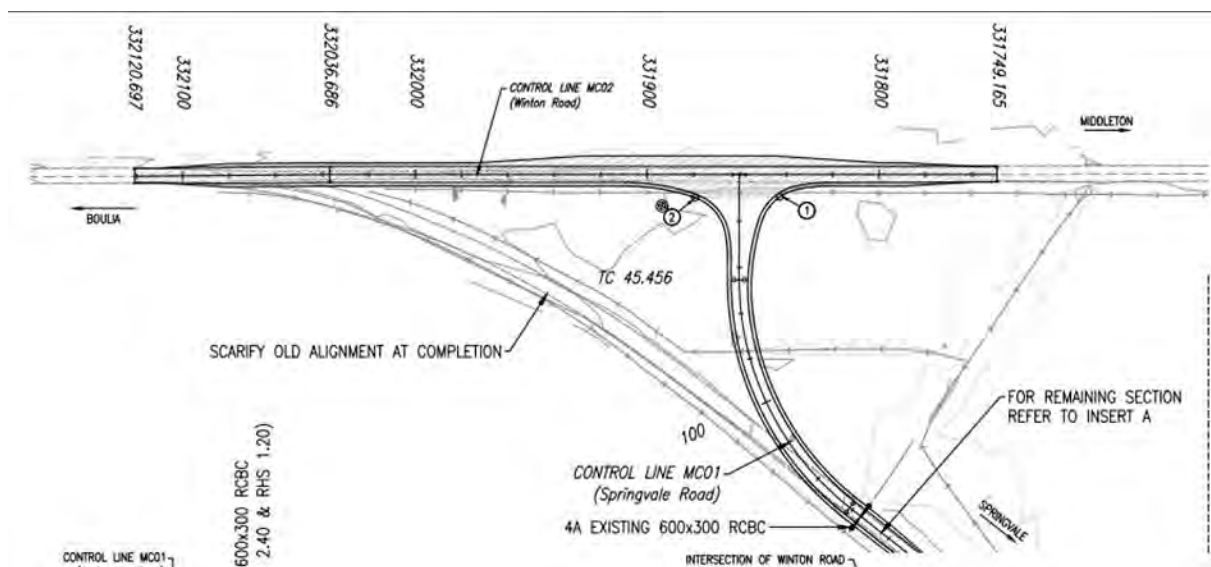 332120.697
332100
332036.686
332000
331900
331800
331749.165
CONTROL LINE MC02
(Winton Road)
MIDDLETON
BOULIA
2
1
TC 45.456
SCARIFY OLD ALIGNMENT AT COMPLETION
FOR REMAINING SECTION
REFER TO INSERT A
100
CONTROL LINE MC01
(Springvale Road)
4A EXISTING 600x300 RCBC
SPRINGVALE
600x300 RCBC
2.40 & RHS 1.20)
CONTROL LINE MC01
INTERSECTION OF WINTON ROAD